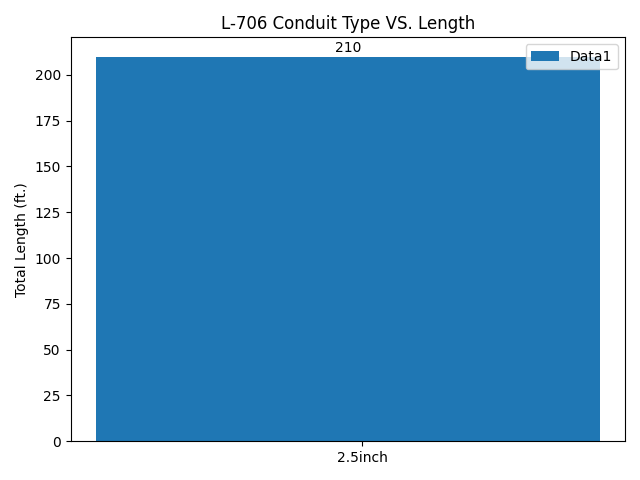 L-706 Conduit Type VS. Length
210
Data1
200
175
150
125
100
75
50
25
0
Total Length (ft.)
2.5inch